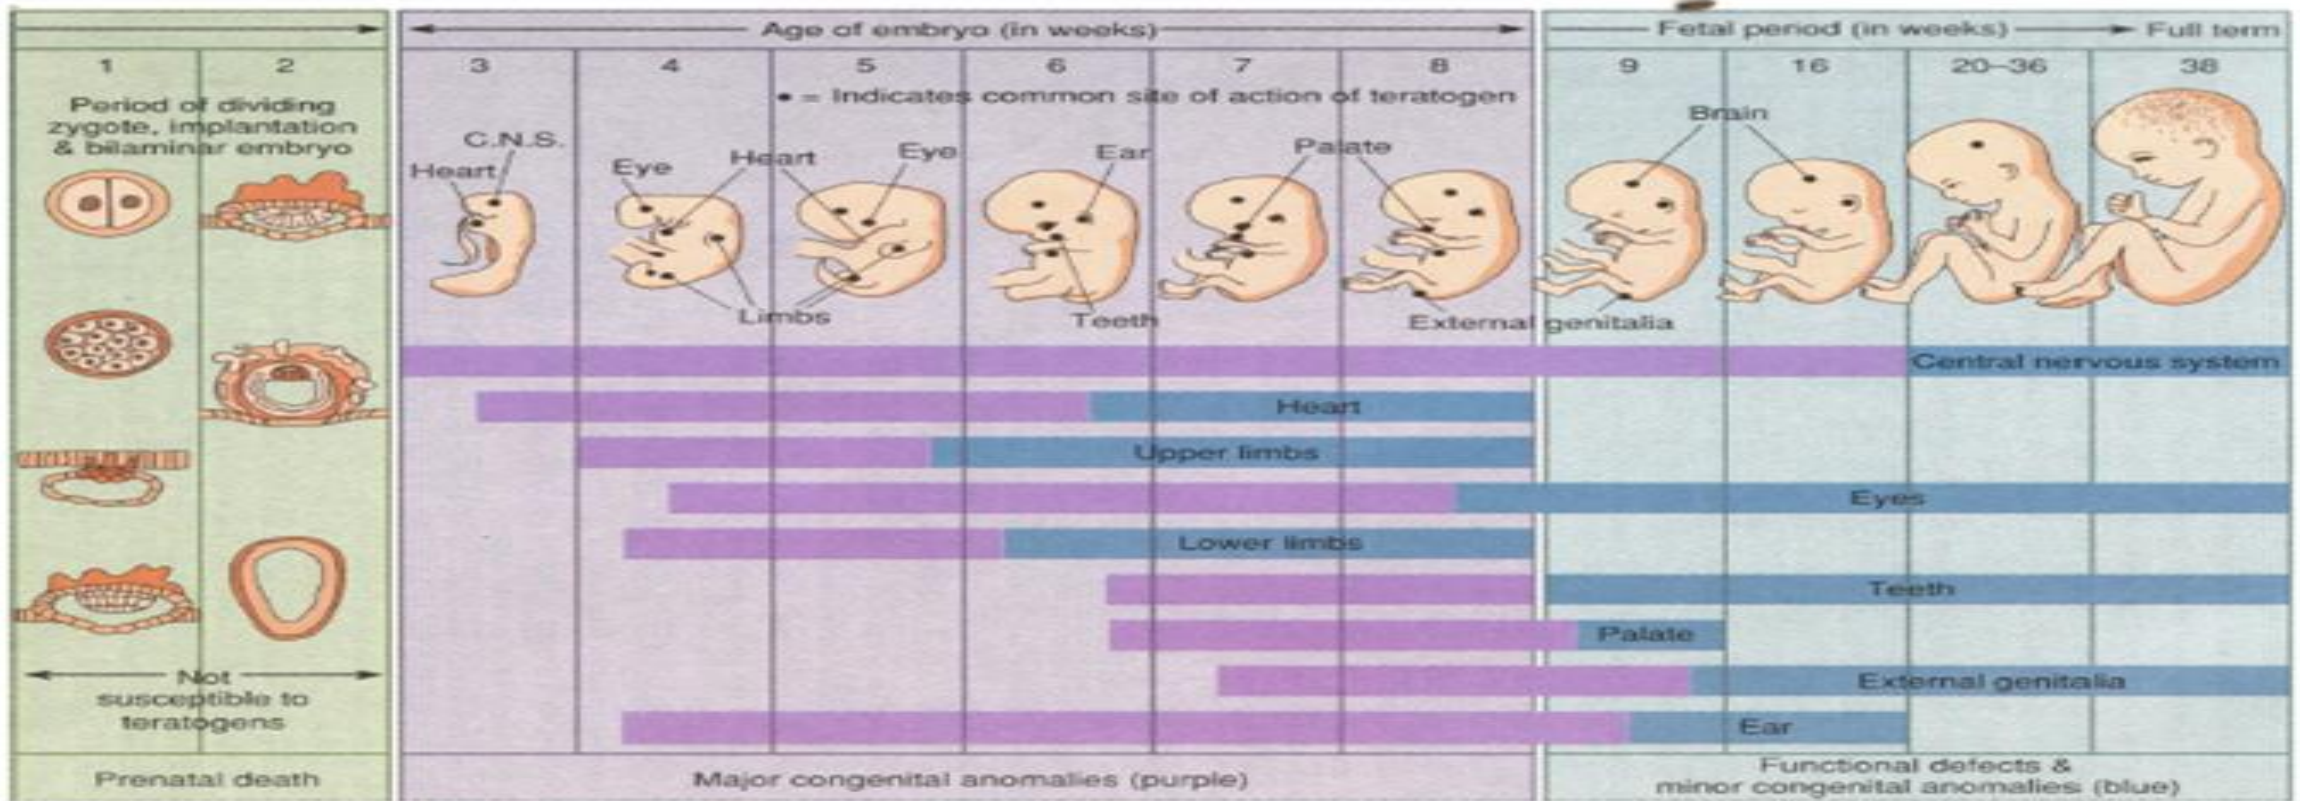 Age of embryo (in weeks)
Fetal period (in weeks)
Full term
1
2
3
4
5
6
7
8
9
16
20–36
38
Period of dividing
zygote, implantation
& bilaminar embryo
• = Indicates common site of action of teratogen
C.N.S.
Heart
Eye
Heart
Eye
Ear
Palate
Brain
Limbs
Teeth
External genitalia
Central nervous system
Heart
Upper limbs
Eyes
Lower limbs
Teeth
Palate
External genitalia
Ear
Not
susceptible to
teratogens
Prenatal death
Major congenital anomalies (purple)
Functional defects &
minor congenital anomalies (blue)